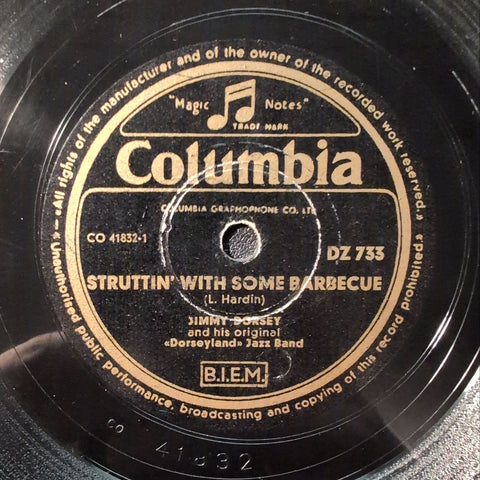 «All rights of the manufacturer and of the owner of the recorded work reserved.»
"Magic Notes"
TRADE MARK
Columbia
COLUMBIA GRAPHOPHONE CO. LTD
CO 41832-1
DZ 733
STRUTTIN' WITH SOME BARBECUE
(L. Hardin)
JIMMY DORSEY
and his original
«Dorseyland» Jazz Band
B.I.E.M.
«Unauthorised public performance, broadcasting and copying of this record prohibited.»
CO 41832